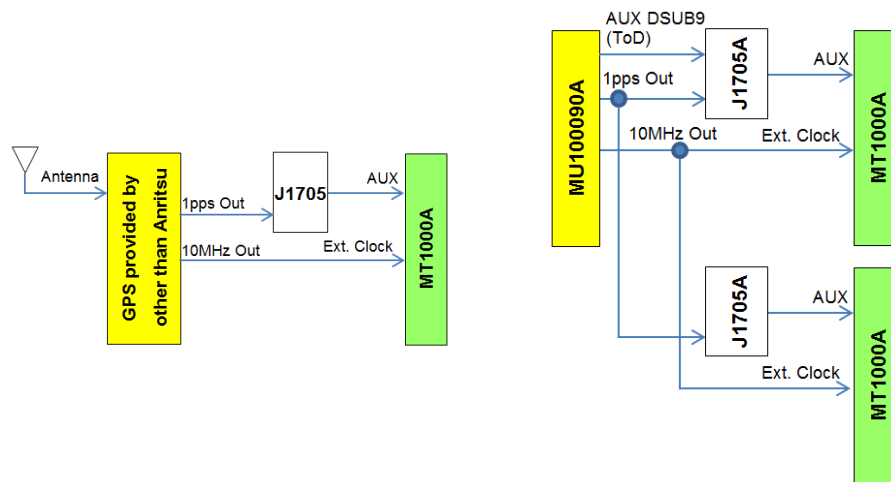 Antenna
GPS provided by
other than Anritsu
1pps Out
10MHz Out
J1705
AUX
Ext. Clock
MT1000A
MU100090A
AUX DSUB9
(ToD)
1pps Out
10MHz Out
J1705A
AUX
Ext. Clock
MT1000A
J1705A
AUX
Ext. Clock
MT1000A